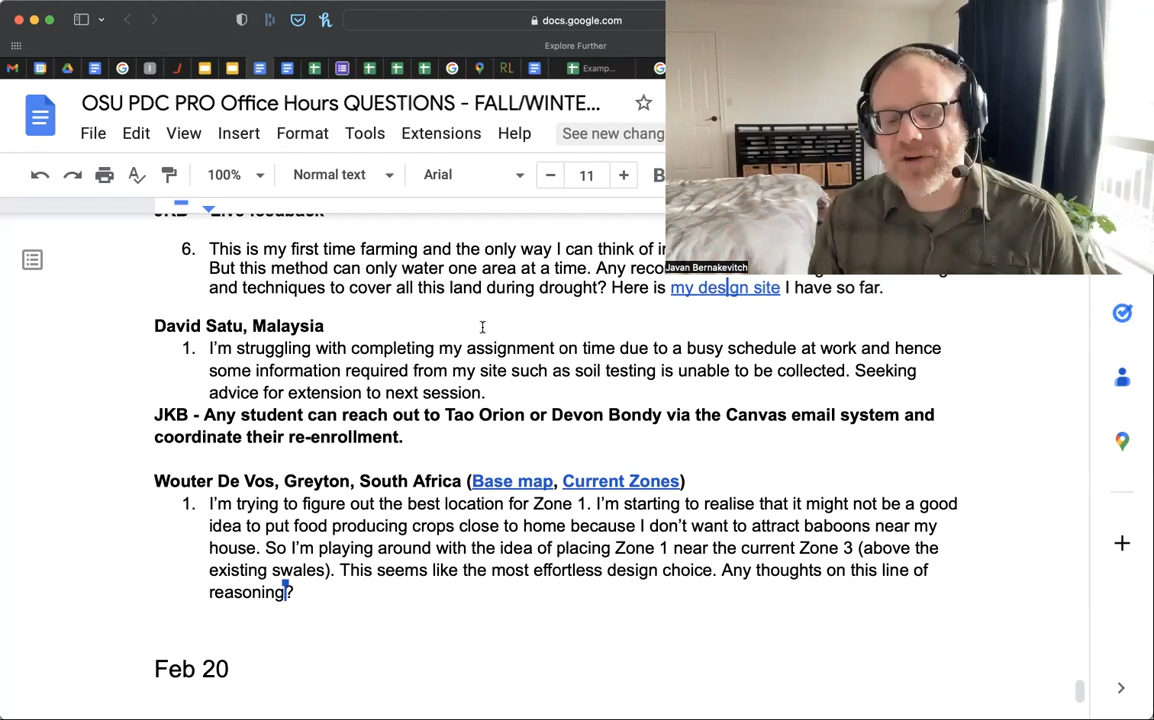 docs.google.com
Explore Further
RL
Examp...
OSU PDC PRO Office Hours QUESTIONS - FALL/WINTE...
File Edit View Insert Format Tools Extensions Help See new chang
100% Normal text Arial 11 B
JKB - Live feedback
6. This is my first time farming and the only way I can think of
But this method can only water one area at a time. Any reco
and techniques to cover all this land during drought? Here is my design site I have so far.
Javan Bernakevitch
David Satu, Malaysia
1. I'm struggling with completing my assignment on time due to a busy schedule at work and hence
some information required from my site such as soil testing is unable to be collected. Seeking
advice for extension to next session.
JKB - Any student can reach out to Tao Orion or Devon Bondy via the Canvas email system and
coordinate their re-enrollment.
Wouter De Vos, Greyton, South Africa (Base map, Current Zones)
1. I'm trying to figure out the best location for Zone 1. I'm starting to realise that it might not be a good
idea to put food producing crops close to home because I don't want to attract baboons near my
house. So I'm playing around with the idea of placing Zone 1 near the current Zone 3 (above the
existing swales). This seems like the most effortless design choice. Any thoughts on this line of
reasoning?
Feb 20